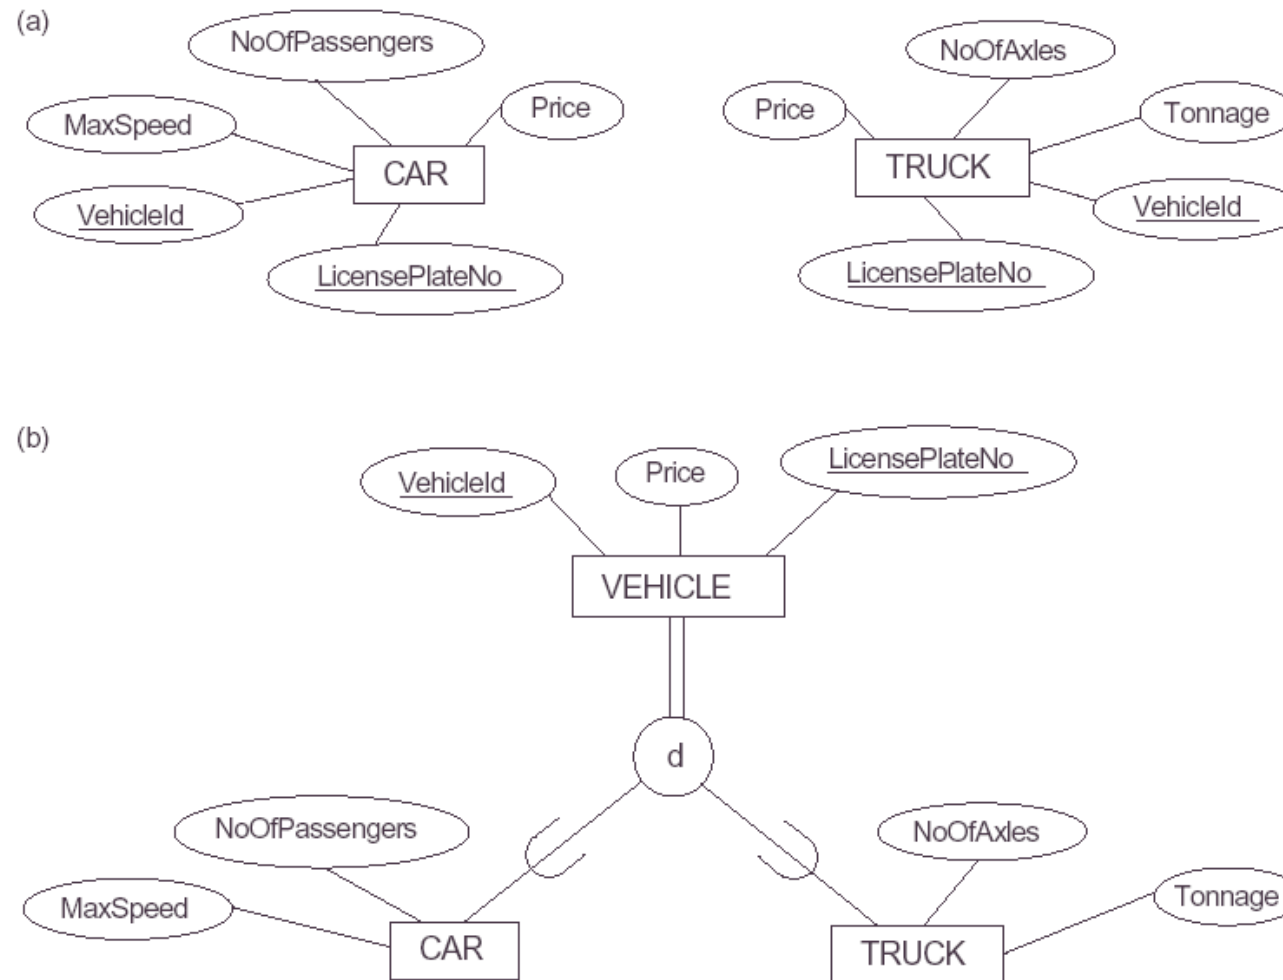 (a)
NoOfPassengers
NoOfAxles
Price
Price
MaxSpeed
Tonnage
CAR
TRUCK
VehicleId
VehicleId
LicensePlateNo
LicensePlateNo
(b)
VehicleId
Price
LicensePlateNo
VEHICLE
d
NoOfPassengers
NoOfAxles
MaxSpeed
Tonnage
CAR
TRUCK